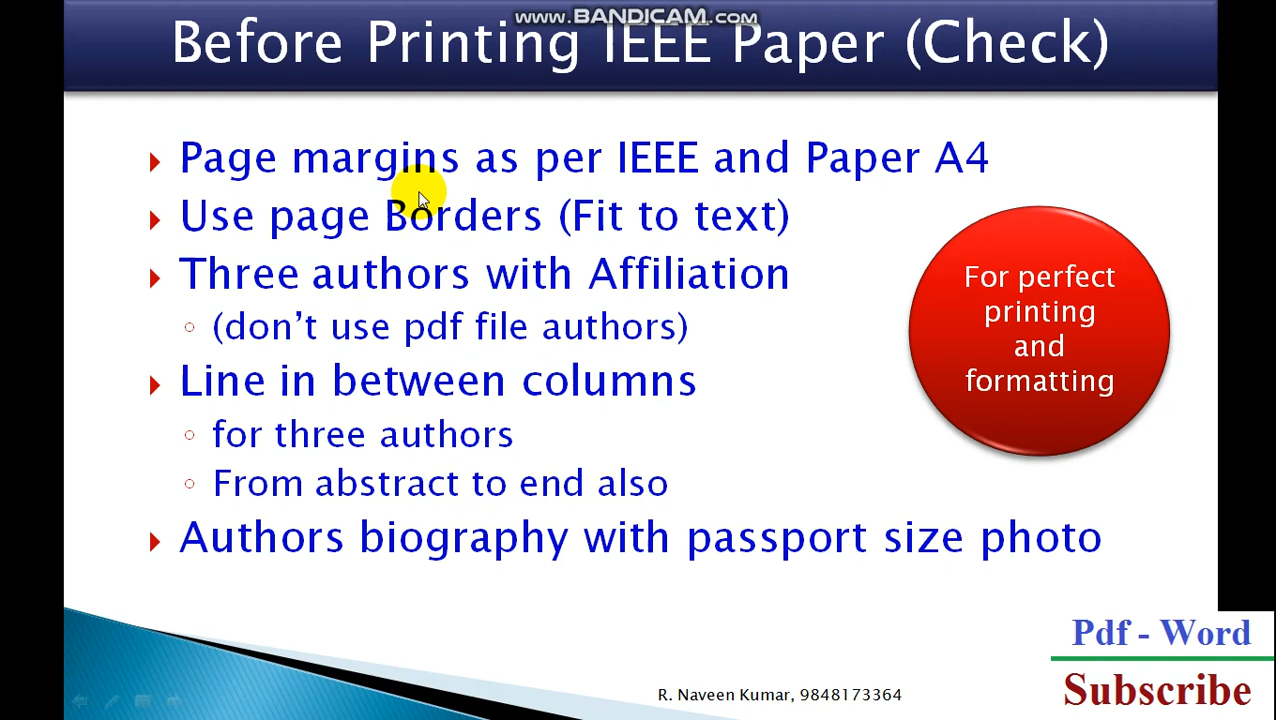 www.BANDICAM.com
Before Printing IEEE Paper (Check)
Page margins as per IEEE and Paper A4
Use page Borders (Fit to text)
Three authors with Affiliation
(don't use pdf file authors)
Line in between columns
for three authors
From abstract to end also
Authors biography with passport size photo
For perfect
printing
and
formatting
Pdf - Word
Subscribe
R. Naveen Kumar, 9848173364